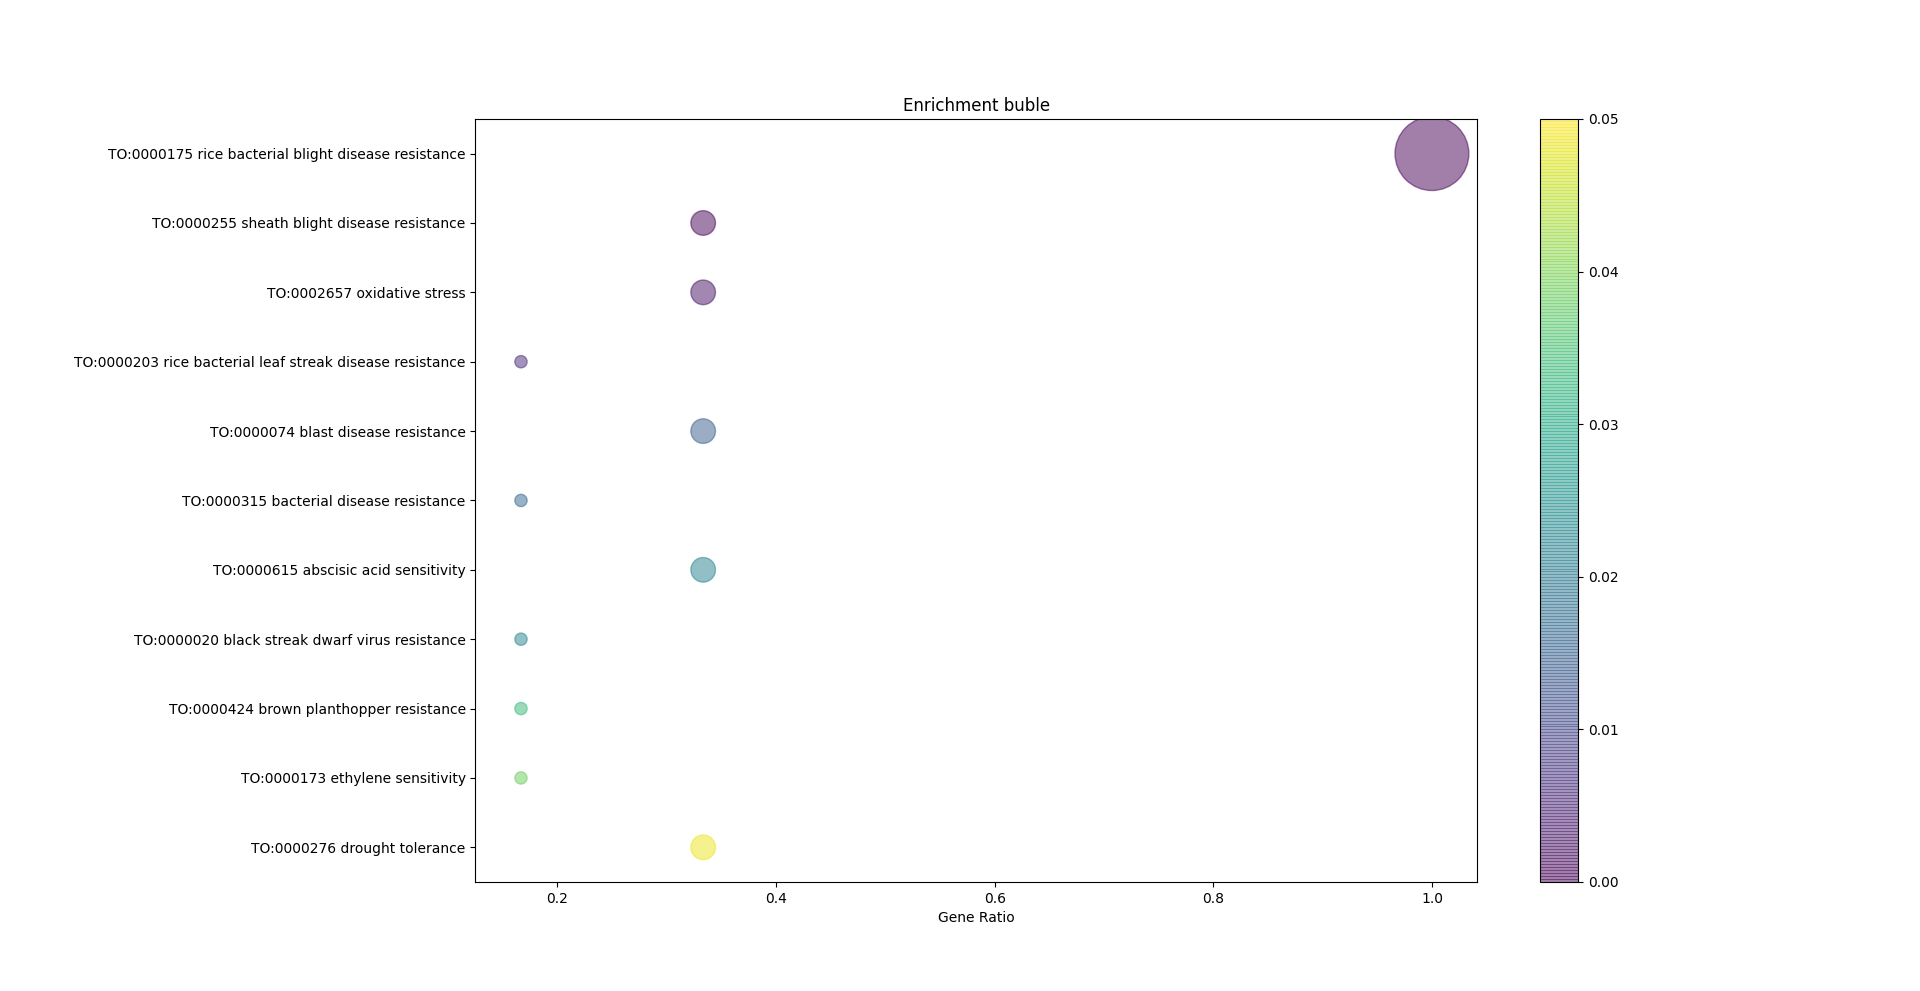 Enrichment buble
TO:0000175 rice bacterial blight disease resistance
TO:0000255 sheath blight disease resistance
TO:0002657 oxidative stress
TO:0000203 rice bacterial leaf streak disease resistance
TO:0000074 blast disease resistance
TO:0000315 bacterial disease resistance
TO:0000615 abscisic acid sensitivity
TO:0000020 black streak dwarf virus resistance
TO:0000424 brown planthopper resistance
TO:0000173 ethylene sensitivity
TO:0000276 drought tolerance
0.2 0.4 0.6 0.8 1.0
Gene Ratio
0.05
0.04
0.03
0.02
0.01
0.00